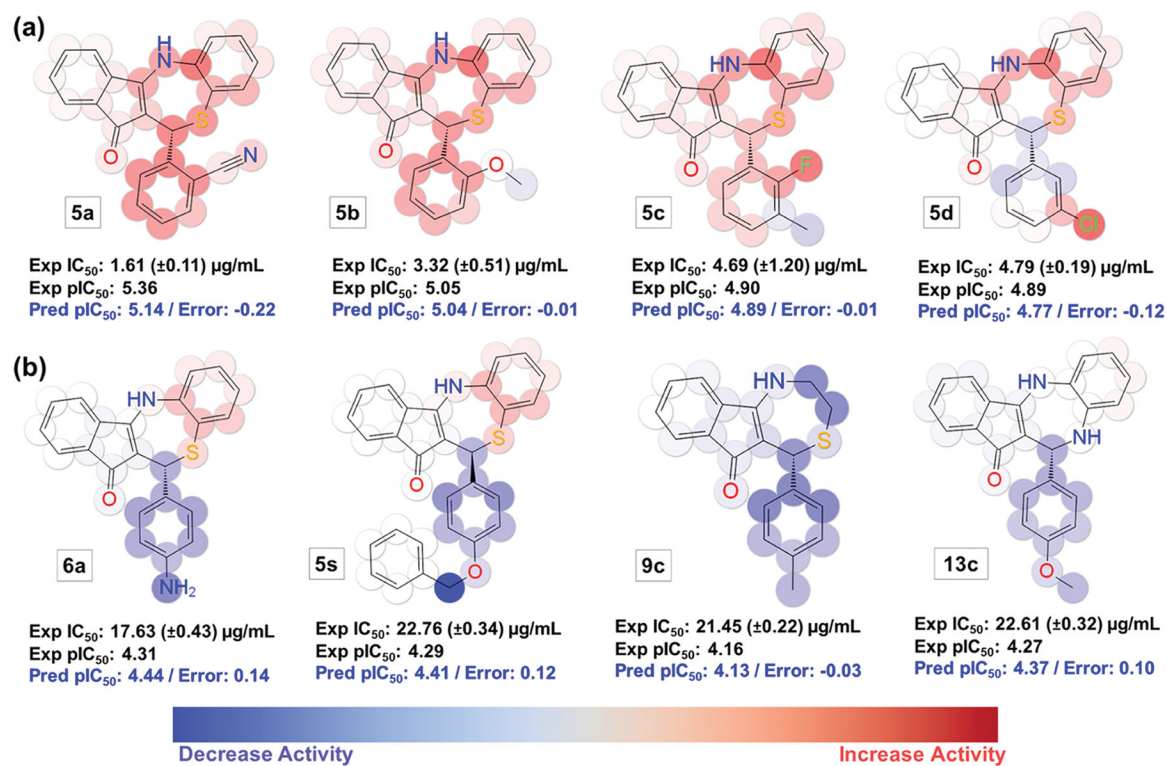 (a)
H
N
S
O
N
5a
H
N
S
O
O
5b
HN
S
O
F
5c
HN
S
O
Cl
5d
Exp IC50: 1.61 (±0.11) µg/mL
Exp pIC50: 5.36
Pred pIC50: 5.14 / Error: -0.22
Exp IC50: 3.32 (±0.51) µg/mL
Exp pIC50: 5.05
Pred pIC50: 5.04 / Error: -0.01
Exp IC50: 4.69 (±1.20) µg/mL
Exp pIC50: 4.90
Pred pIC50: 4.89 / Error: -0.01
Exp IC50: 4.79 (±0.19) µg/mL
Exp pIC50: 4.89
Pred pIC50: 4.77 / Error: -0.12
(b)
HN
S
O
NH2
6a
HN
S
O
O
5s
HN
S
O
9c
HN
NH
O
O
13c
Exp IC50: 17.63 (±0.43) µg/mL
Exp pIC50: 4.31
Pred pIC50: 4.44 / Error: 0.14
Exp IC50: 22.76 (±0.34) µg/mL
Exp pIC50: 4.29
Pred pIC50: 4.41 / Error: 0.12
Exp IC50: 21.45 (±0.22) µg/mL
Exp pIC50: 4.16
Pred pIC50: 4.13 / Error: -0.03
Exp IC50: 22.61 (±0.32) µg/mL
Exp pIC50: 4.27
Pred pIC50: 4.37 / Error: 0.10
Decrease Activity
Increase Activity